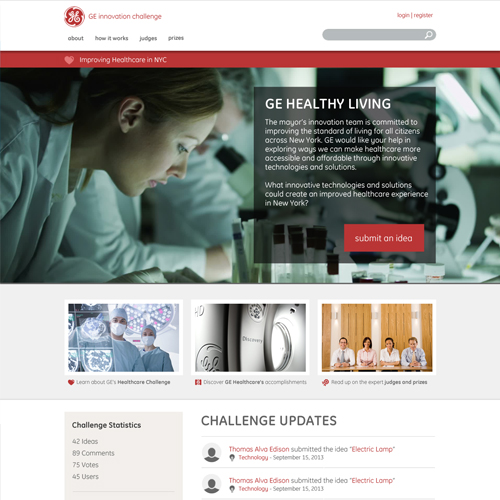 GE innovation challenge
login | register
about how it works judges prizes
Improving Healthcare in NYC
GE HEALTHY LIVING
The mayor's innovation team is committed to
improving the standard of living for all citizens
across New York. GE would like your help in
exploring ways we can make healthcare more
accessible and affordable through innovative
technologies and solutions.
What innovative technologies and solutions
could create an improved healthcare experience
in New York?
submit an idea
HD
Discovery
Learn about GE's Healthcare Challenge
Discover GE Healthcare's accomplishments
Read up on the expert judges and prizes
Challenge Statistics
42 Ideas
89 Comments
75 Votes
45 Users
CHALLENGE UPDATES
Thomas Alva Edison submitted the idea "Electric Lamp"
Technology - September 15, 2013
Thomas Alva Edison submitted the idea "Electric Lamp"
Technology - September 15, 2013